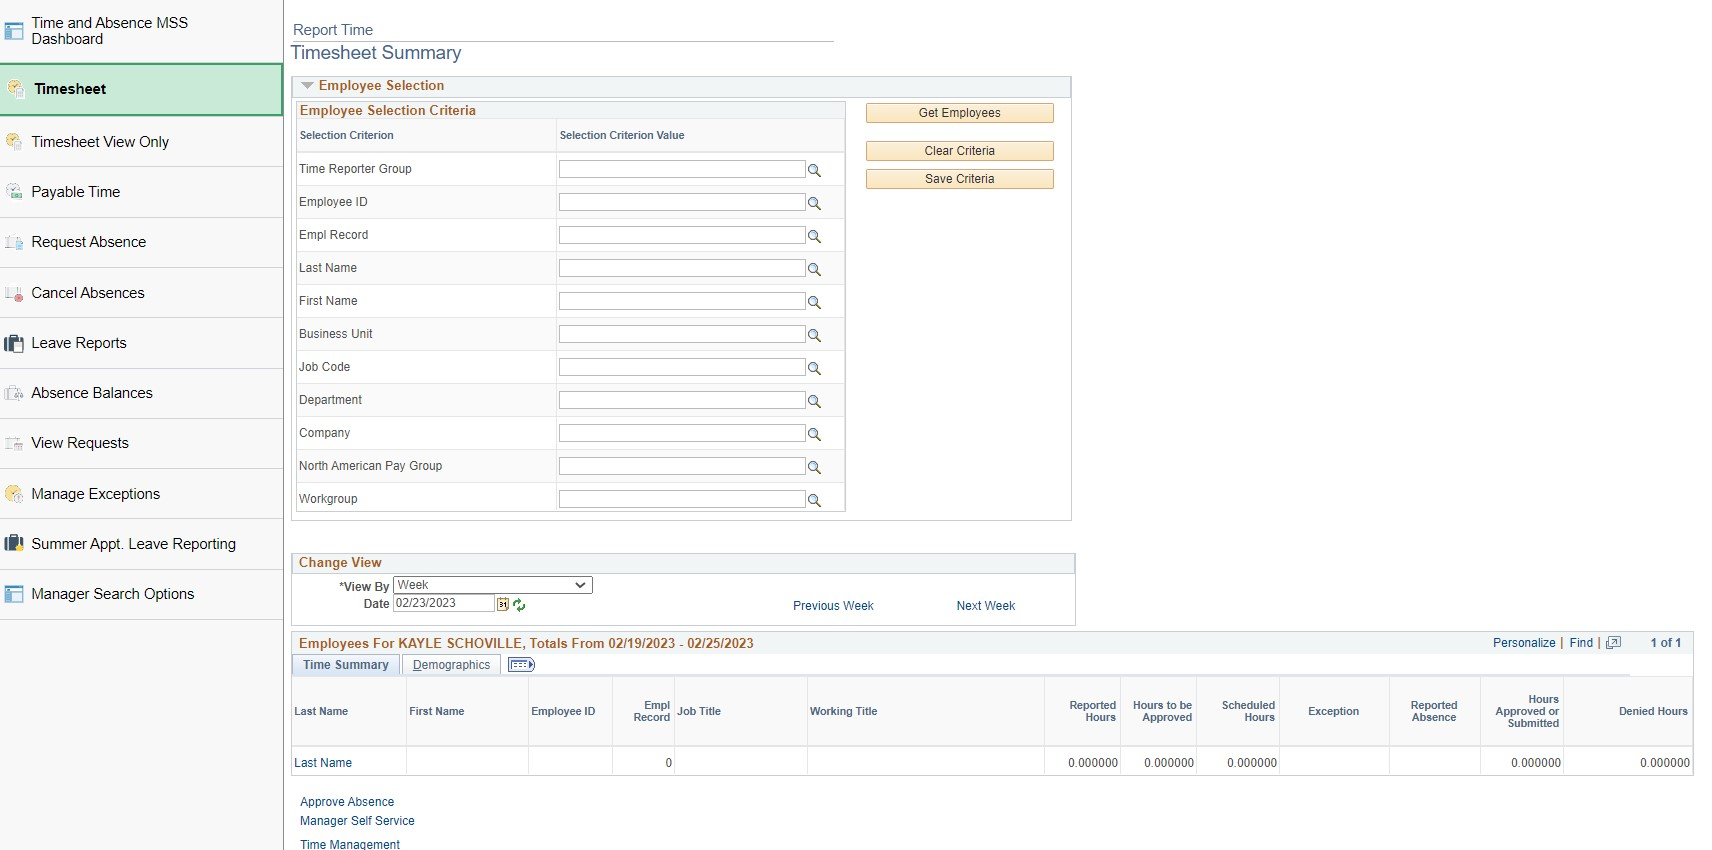 Time and Absence MSS
Dashboard
Timesheet
Timesheet View Only
Payable Time
Request Absence
Cancel Absences
Leave Reports
Absence Balances
View Requests
Manage Exceptions
Summer Appt. Leave Reporting
Manager Search Options
Report Time
Timesheet Summary
Employee Selection
Employee Selection Criteria
Selection Criterion Selection Criterion Value
Time Reporter Group
Employee ID
Empl Record
Last Name
First Name
Business Unit
Job Code
Department
Company
North American Pay Group
Workgroup
Get Employees
Clear Criteria
Save Criteria
Change View
*View By Week
Date 02/23/2023 31
Previous Week Next Week
Employees For KAYLE SCHOVILLE, Totals From 02/19/2023 - 02/25/2023
Personalize | Find | 1 of 1
Time Summary Demographics
Last Name
First Name
Employee ID
Empl
Record
Job Title
Working Title
Reported
Hours
Hours to be
Approved
Scheduled
Hours
Exception
Reported
Absence
Hours
Approved or
Submitted
Denied Hours
Last Name 0 0.000000 0.000000 0.000000 0.000000 0.000000
Approve Absence
Manager Self Service
Time Management